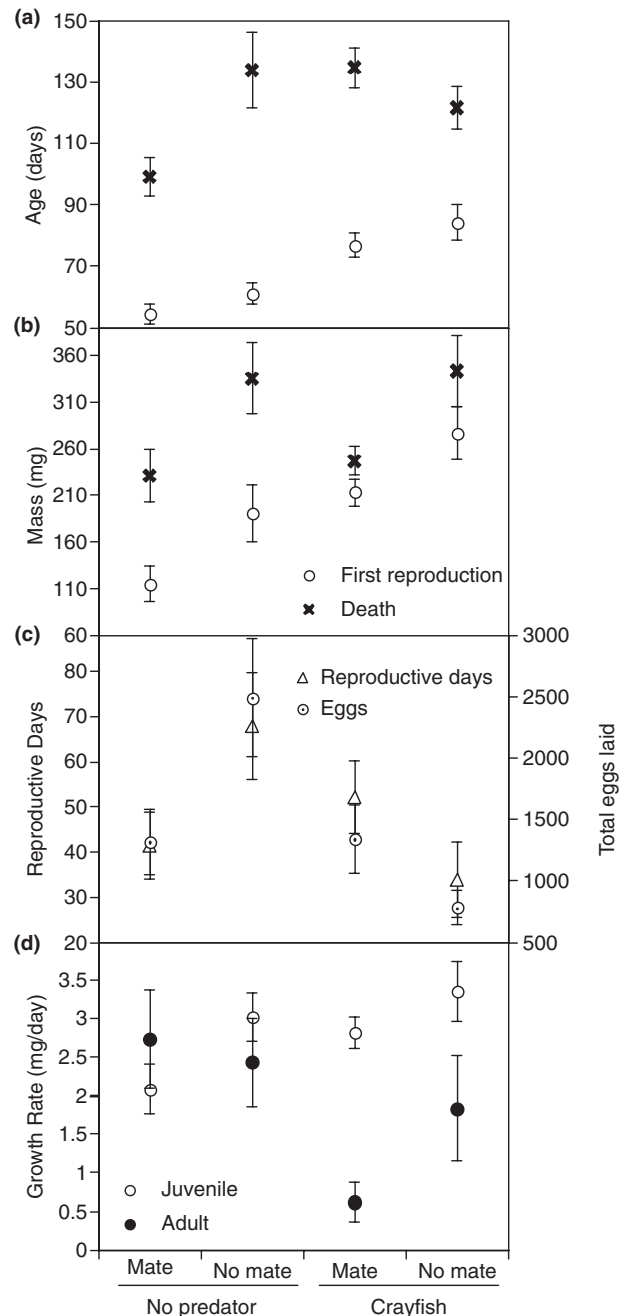 (a)
150
130
110
90
70
50
Age (days)
(b)
360
310
260
210
160
110
60
Mass (mg)
First reproduction
Death
(c)
80
70
60
50
40
30
20
Reproductive Days
3000
2500
2000
1500
1000
500
Total eggs laid
Reproductive days
Eggs
(d)
3.5
3
2.5
2
1.5
1
0.5
0
Growth Rate (mg/day)
Juvenile
Adult
Mate No mate Mate No mate
No predator Crayfish